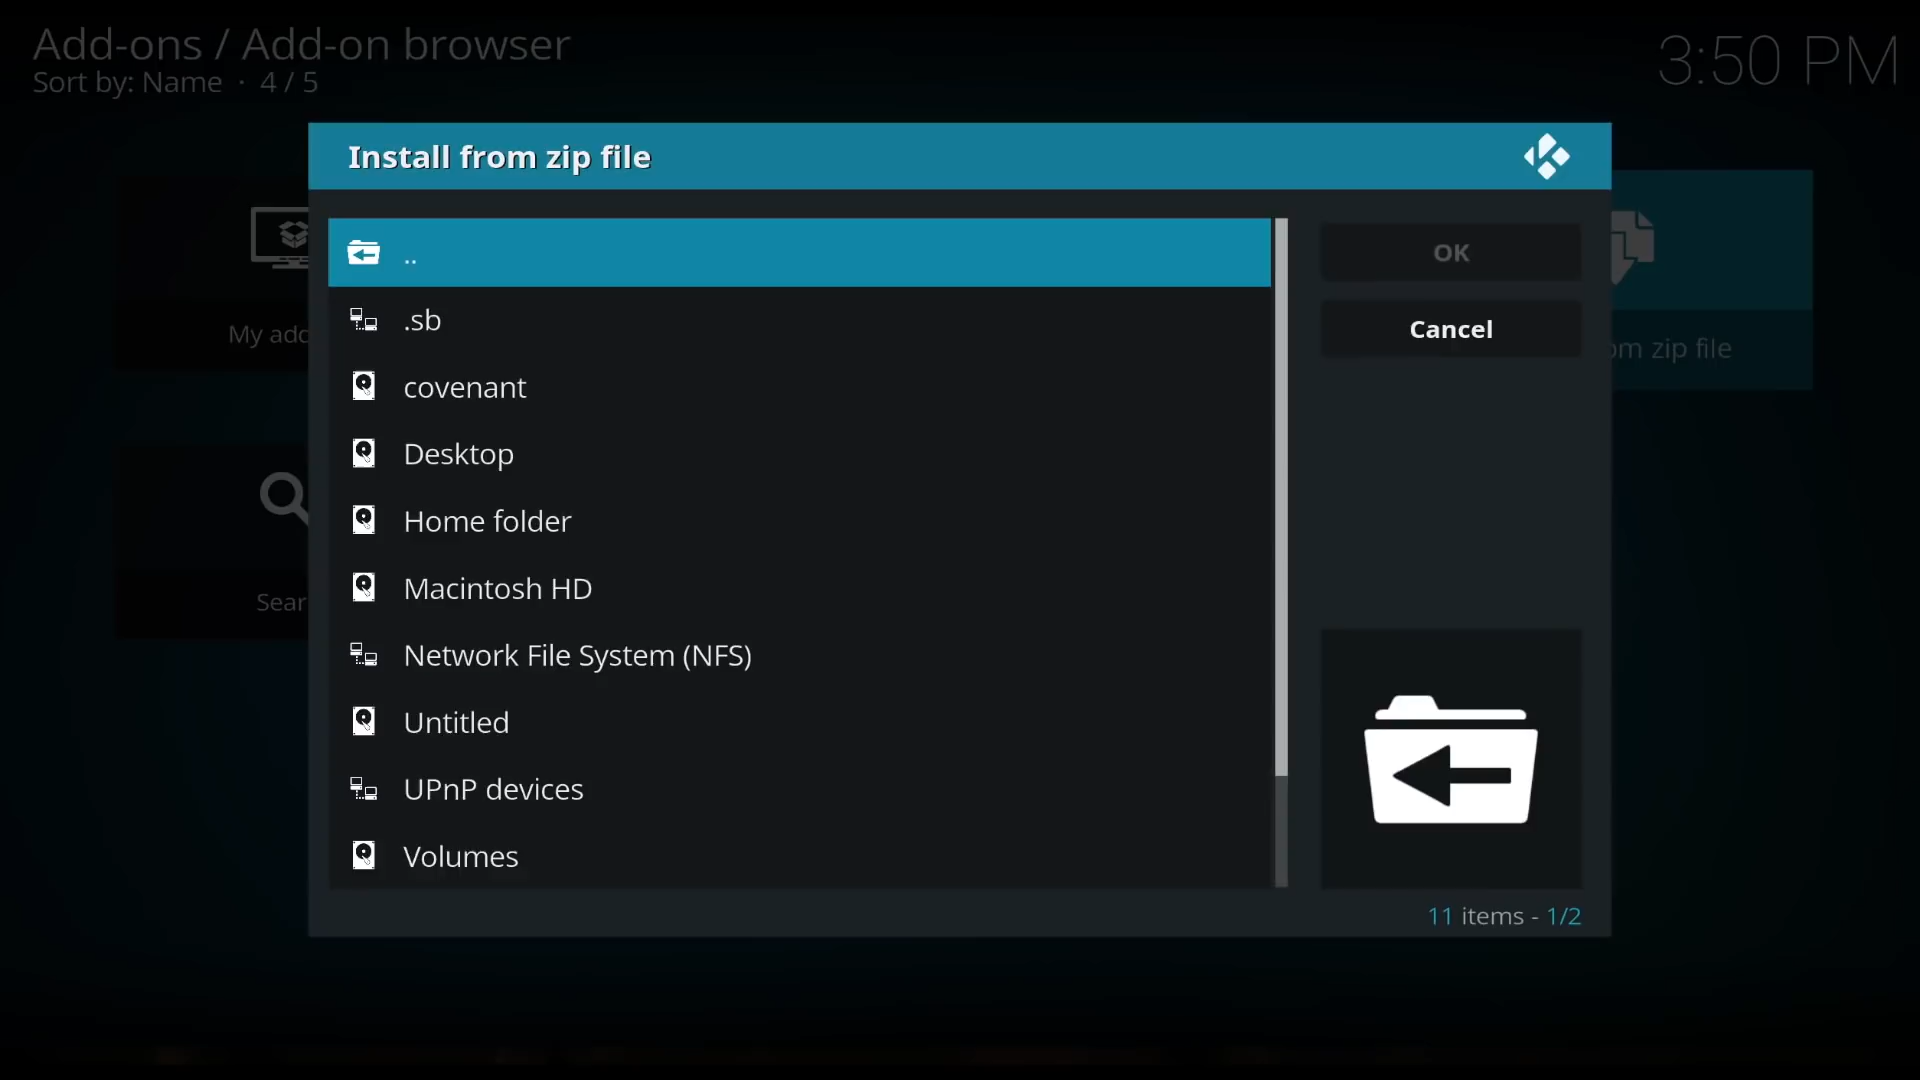 Add-ons / Add-on browser
Sort by: Name · 4 / 5
3:50 PM
Install from zip file
..
.sb
covenant
Desktop
Home folder
Macintosh HD
Network File System (NFS)
Untitled
UPnP devices
Volumes
OK
Cancel
11 items - 1/2
My add
Sear
om zip file